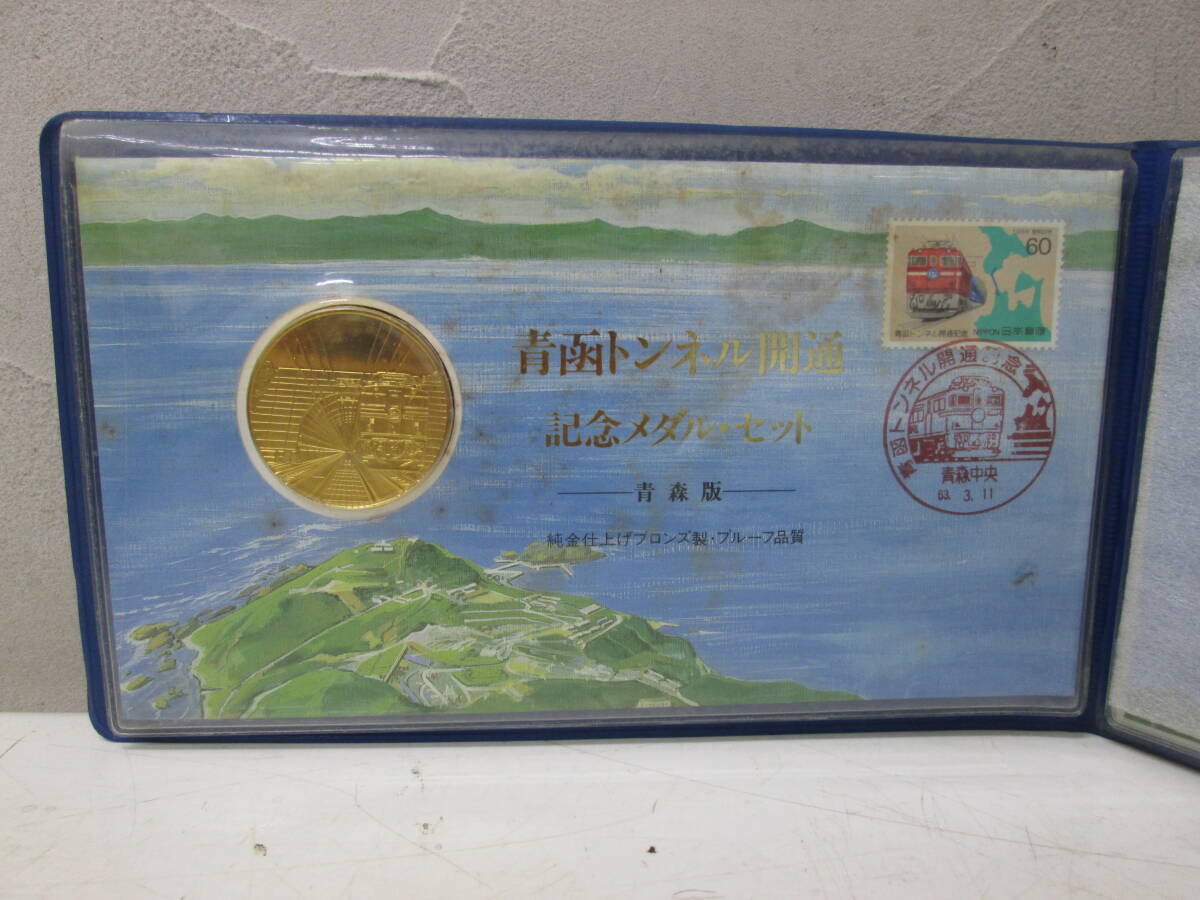 青函トンネル開通
記念メダル・セット
青森版
純金仕上げブロンズ製・プルーフ品質
60
青函トンネル開通記念 NIPPON 日本郵便
青函トンネル開通記念
青森中央
63. 3. 11